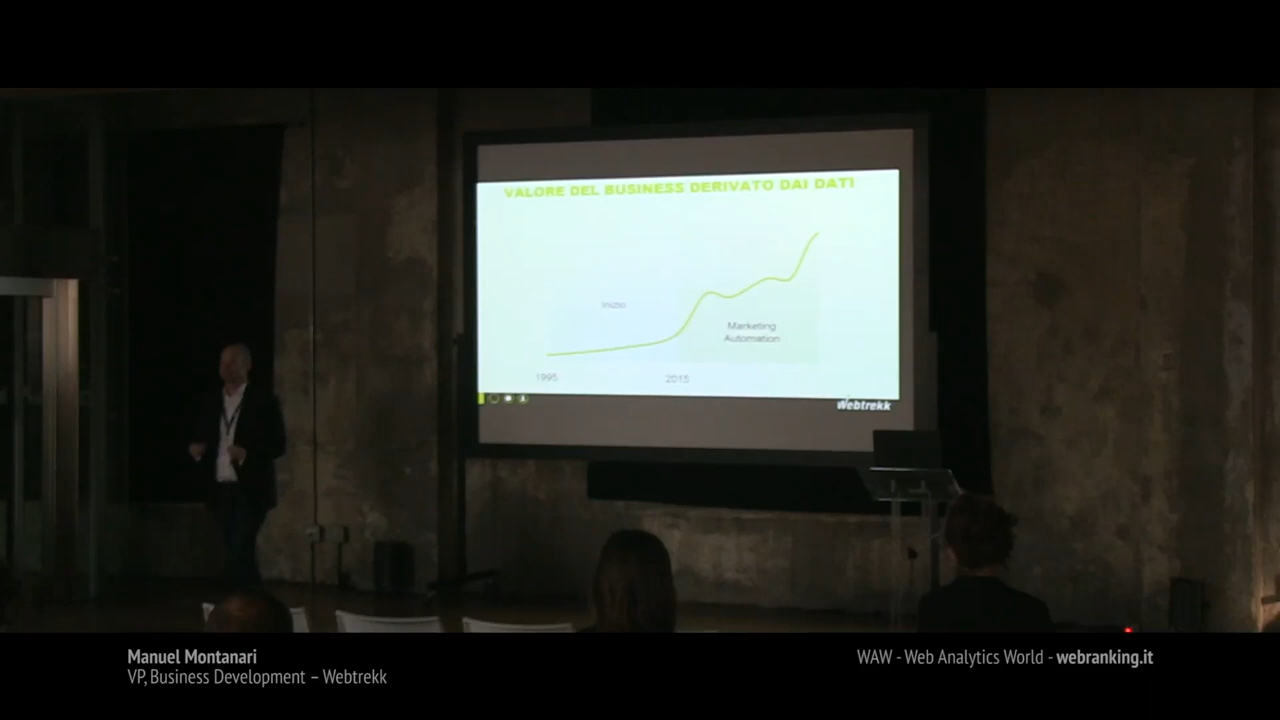 VALORE DEL BUSINESS DERIVATO DAI DATI
Inizio
Marketing
Automation
1995
2015
Webtrekk
Manuel Montanari
VP, Business Development – Webtrekk
WAW - Web Analytics World - webranking.it